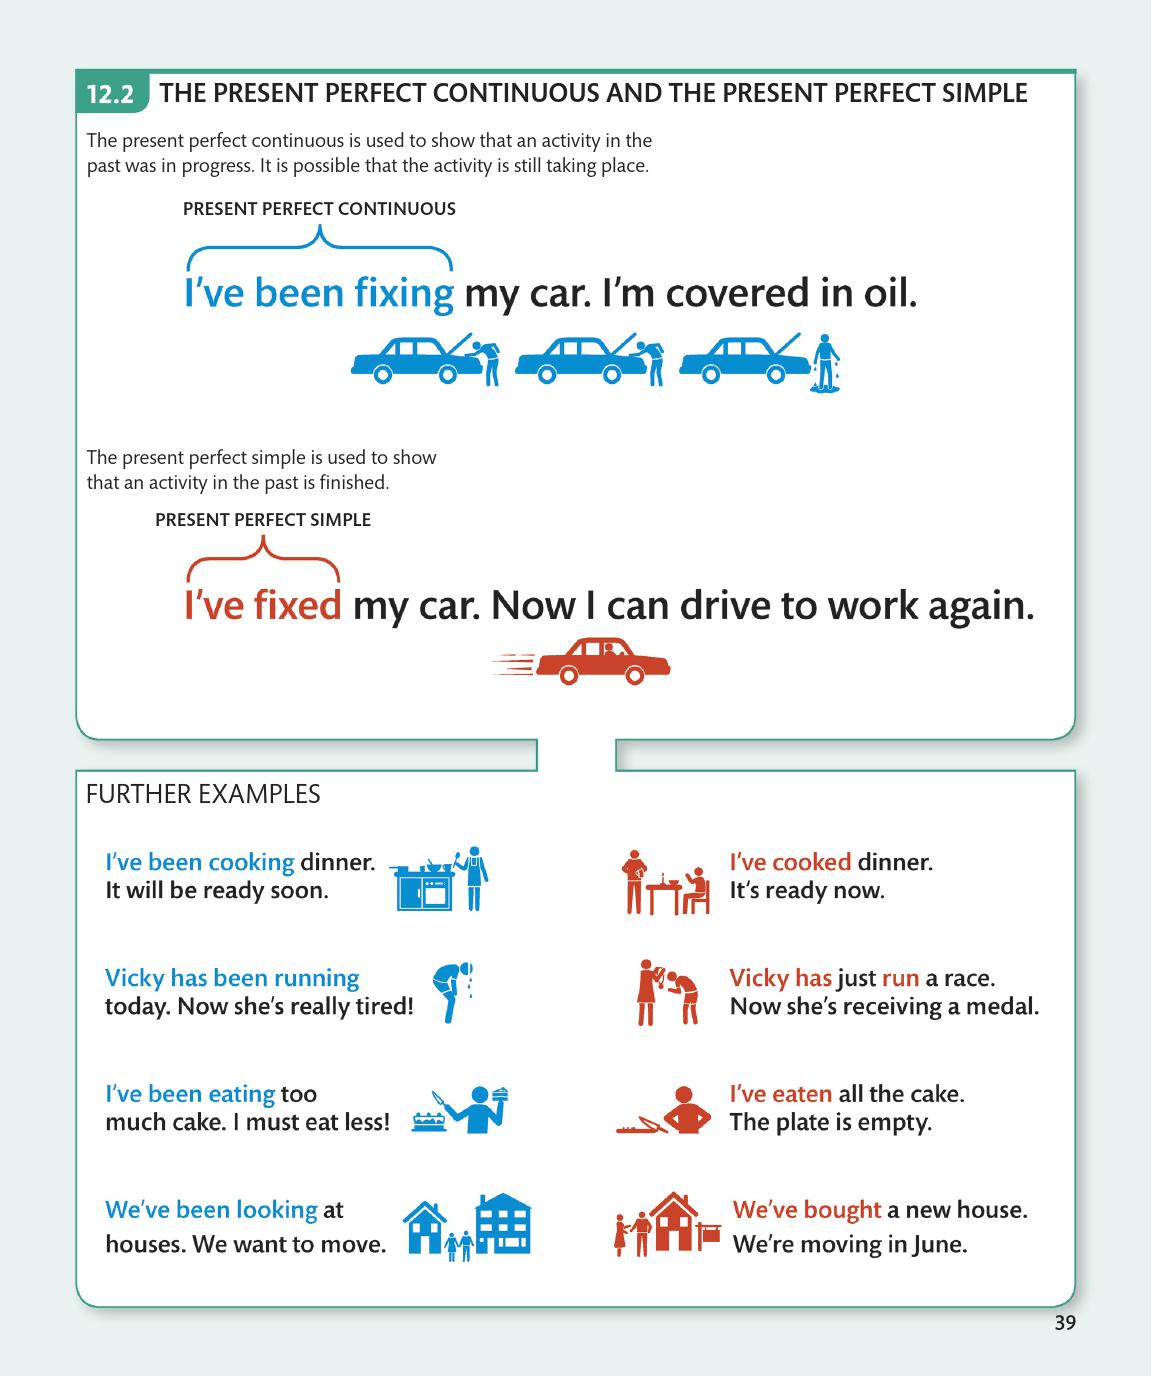 12.2 THE PRESENT PERFECT CONTINUOUS AND THE PRESENT PERFECT SIMPLE
The present perfect continuous is used to show that an activity in the
past was in progress. It is possible that the activity is still taking place.
PRESENT PERFECT CONTINUOUS
I've been fixing my car. I'm covered in oil.
The present perfect simple is used to show
that an activity in the past is finished.
PRESENT PERFECT SIMPLE
I've fixed my car. Now I can drive to work again.
FURTHER EXAMPLES
I've been cooking dinner.
It will be ready soon.
I've cooked dinner.
It's ready now.
Vicky has been running
today. Now she's really tired!
Vicky has just run a race.
Now she's receiving a medal.
I've been eating too
much cake. I must eat less!
I've eaten all the cake.
The plate is empty.
We've been looking at
houses. We want to move.
We've bought a new house.
We're moving in June.
39